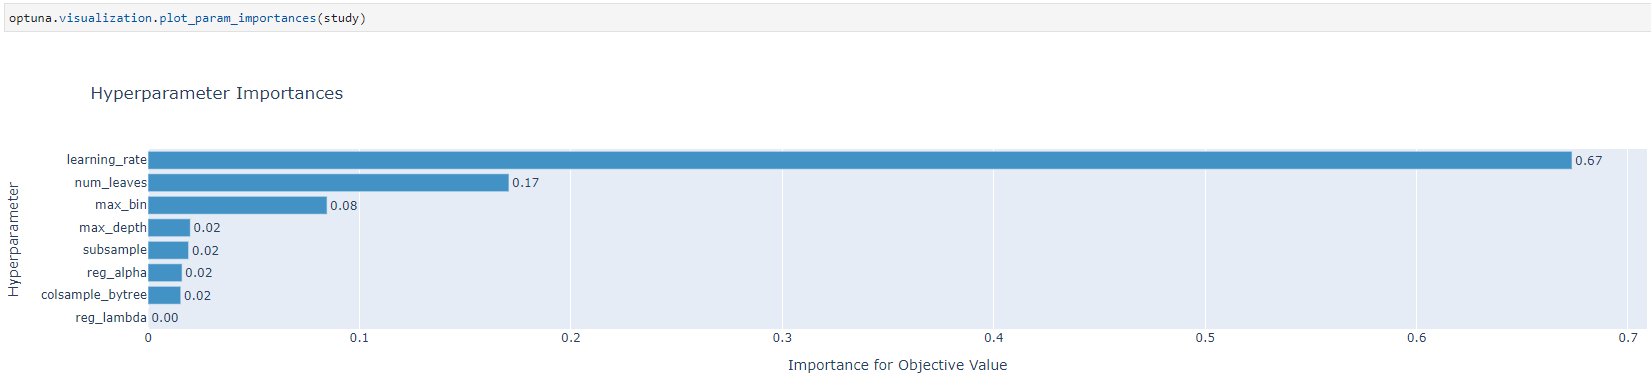 optuna.visualization.plot_param_importances(study)
Hyperparameter Importances
Hyperparameter
learning_rate 0.67
num_leaves 0.17
max_bin 0.08
max_depth 0.02
subsample 0.02
reg_alpha 0.02
colsample_bytree 0.02
reg_lambda 0.00
0 0.1 0.2 0.3 0.4 0.5 0.6 0.7
Importance for Objective Value